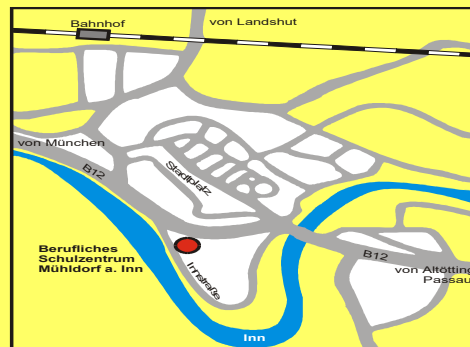 Bahnhof
von Landshut
von München
B12
Stadtplatz
Berufliches
Schulzentrum
Mühldorf a. Inn
Innstraße
B12
von Altötting
Passau
Inn